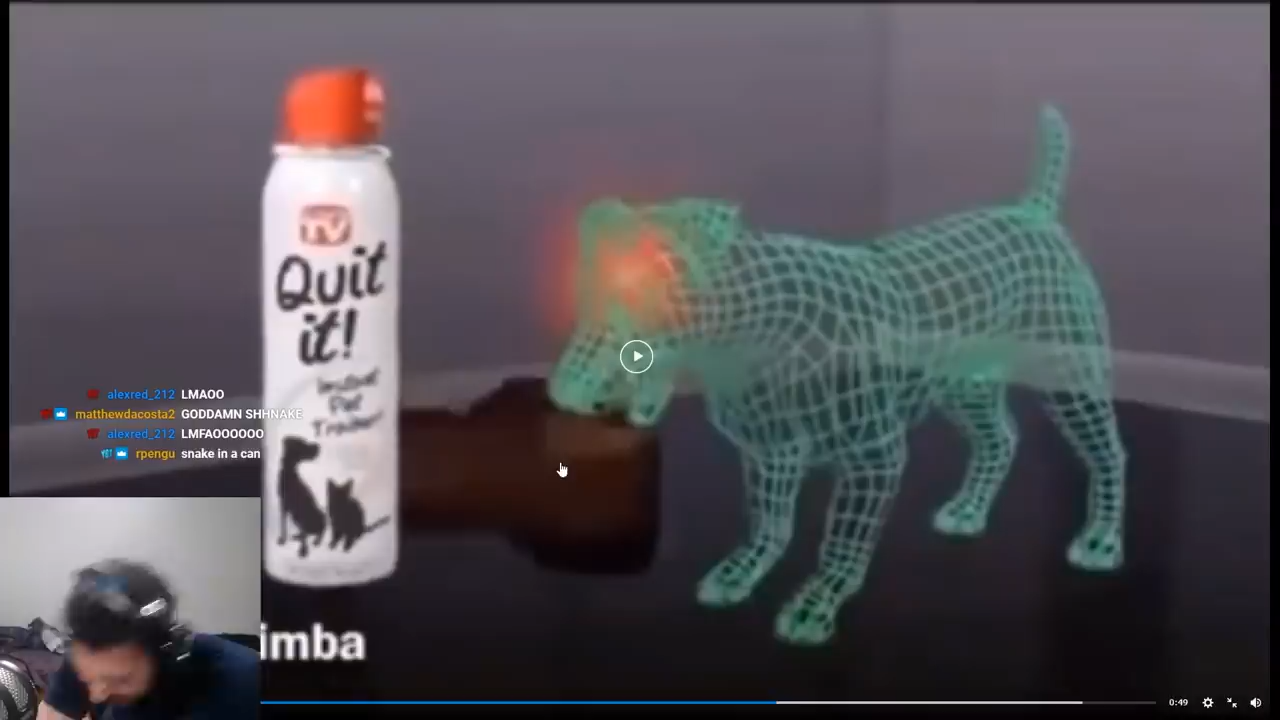 TV
Quit
it!
Instant
Pet
Trainer!
alexred_212 LMAOO
matthewdacosta2 GODDAMN SHHNAKE
alexred_212 LMFAOOOOOO
rpengu snake in a can
imba
0:49